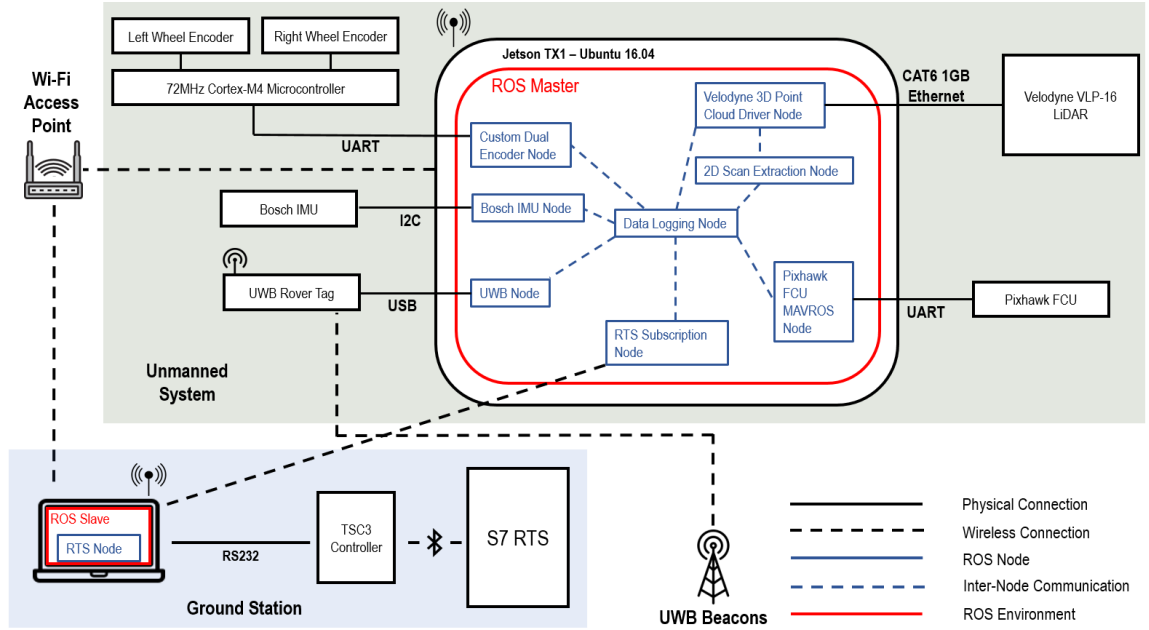 Left Wheel Encoder
Right Wheel Encoder
72MHz Cortex-M4 Microcontroller
Wi-Fi
Access
Point
UART
Bosch IMU
I2C
UWB Rover Tag
USB
Unmanned
System
Jetson TX1 – Ubuntu 16.04
ROS Master
Custom Dual
Encoder Node
Bosch IMU Node
UWB Node
Velodyne 3D Point
Cloud Driver Node
2D Scan Extraction Node
Data Logging Node
Pixhawk
FCU
MAVROS
Node
RTS Subscription
Node
CAT6 1GB
Ethernet
Velodyne VLP-16
LiDAR
UART
Pixhawk FCU
ROS Slave
RTS Node
RS232
TSC3
Controller
S7 RTS
Ground Station
UWB Beacons
Physical Connection
Wireless Connection
ROS Node
Inter-Node Communication
ROS Environment